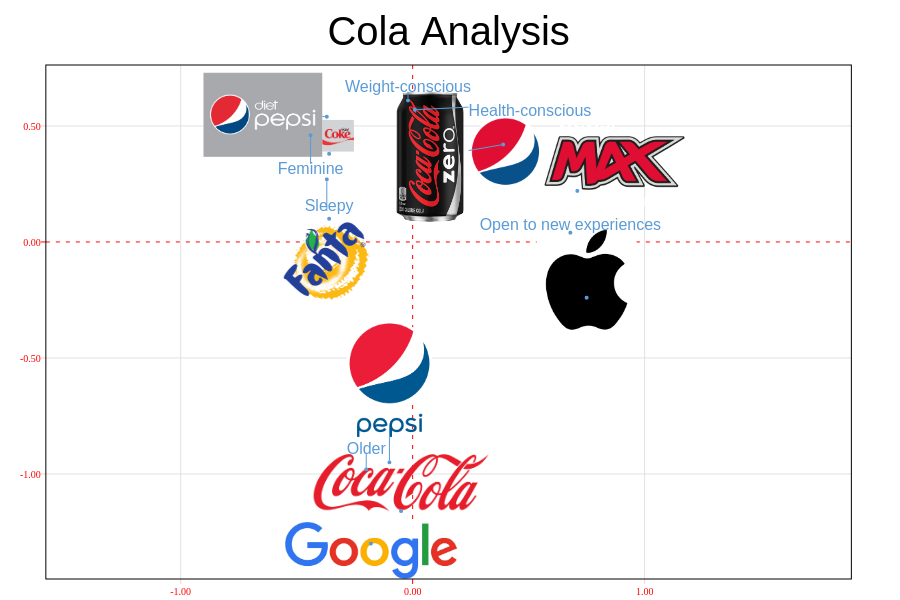 Cola Analysis
Weight-conscious
diet
pepsi
Coke
Health-conscious
Coca-Cola
zero
MAX
0.50
Feminine
Sleepy
Open to new experiences
Fanta
0.00
-0.50
pepsi
Older
Coca-Cola
-1.00
Google
-1.00
0.00
1.00